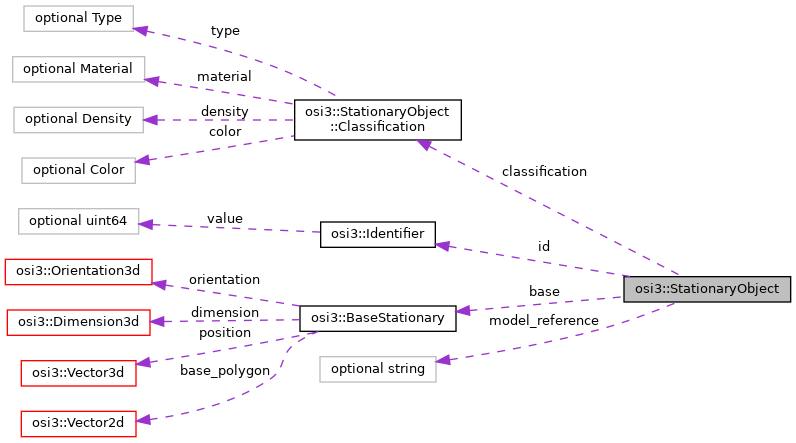 optional Type
type
optional Material
material
optional Density
density
color
osi3::StationaryObject
::Classification
optional Color
classification
optional uint64
value
osi3::Identifier
id
osi3::Orientation3d
orientation
osi3::StationaryObject
base
osi3::Dimension3d
dimension
osi3::BaseStationary
model_reference
position
osi3::Vector3d
base_polygon
optional string
osi3::Vector2d